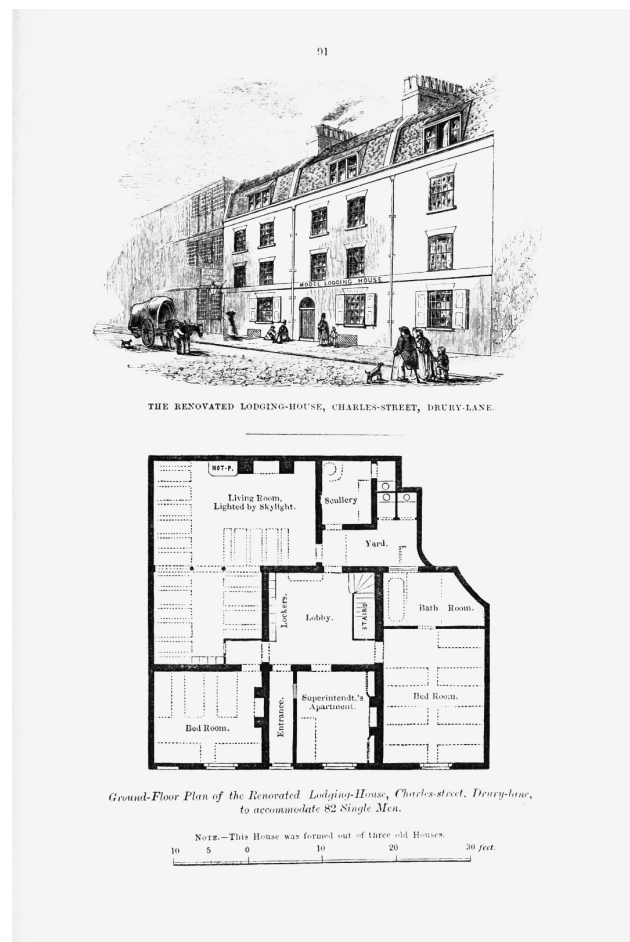 91
MODEL LODGING HOUSE
THE RENOVATED LODGING-HOUSE, CHARLES-STREET, DRURY-LANE.
HOT-P.
Living Room,
Lighted by Skylight.
Scullery
Yard.
Lockers.
Lobby.
STAIRS
Bath Room.
Bed Room.
Entrance.
Superintendt.'s
Apartment.
Bed Room.
Ground-Floor Plan of the Renovated Lodging-House, Charles-street, Drury-lane,
to accommodate 82 Single Men.
NOTE.—This House was formed out of three old Houses.
10 5 0 10 20 30 feet.